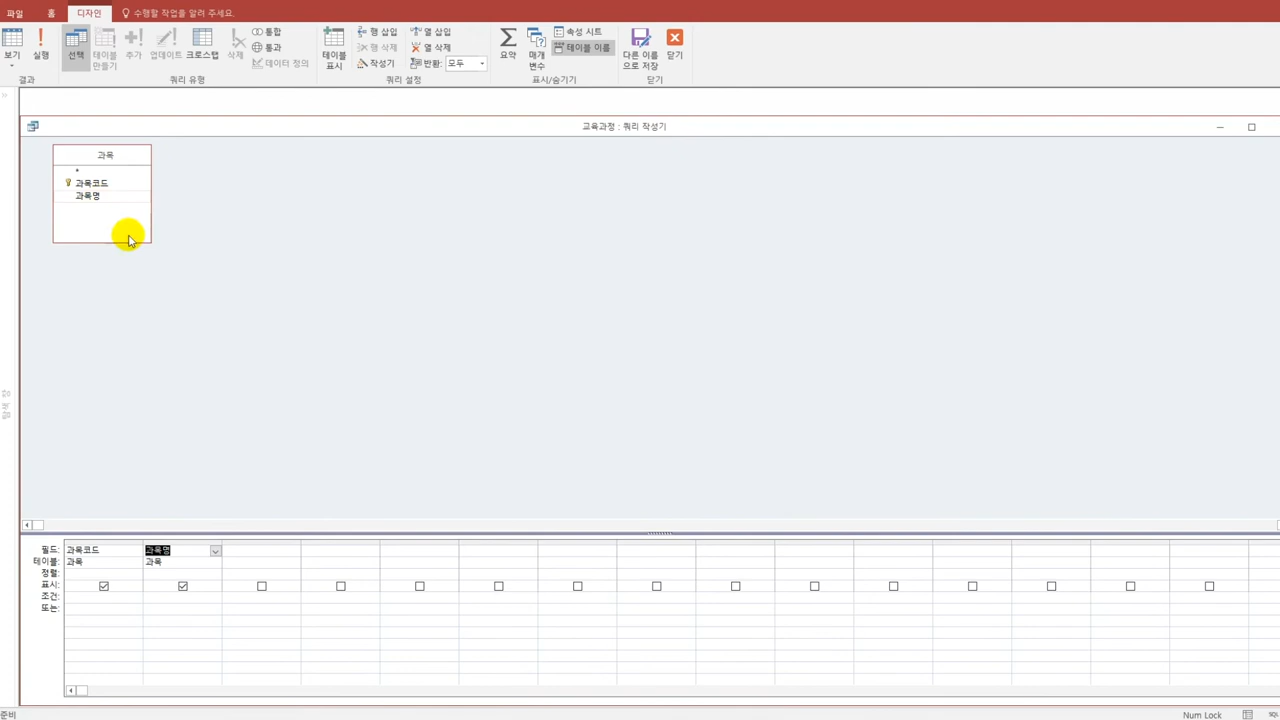 파일 홈 디자인 수행할 작업을 알려 주세요.
통합 행 삽입 열 삽입 속성 시트
통과 행 삭제 열 삭제 테이블 이름
보기 실행 선택 테이블 만들기 추가 업데이트 크로스탭 삭제 데이터 정의 테이블 표시 작성기 반환: 모두 요약 매개 변수 다른 이름으로 저장 닫기
결과 쿼리 유형 쿼리 설정 표시/숨기기 닫기
교육과정 : 쿼리 작성기
과목
*
과목코드
과목명
탐색 창
필드: 과목코드 과목명
테이블: 과목 과목
정렬:
표시:
조건:
또는:
준비 Num Lock SQL